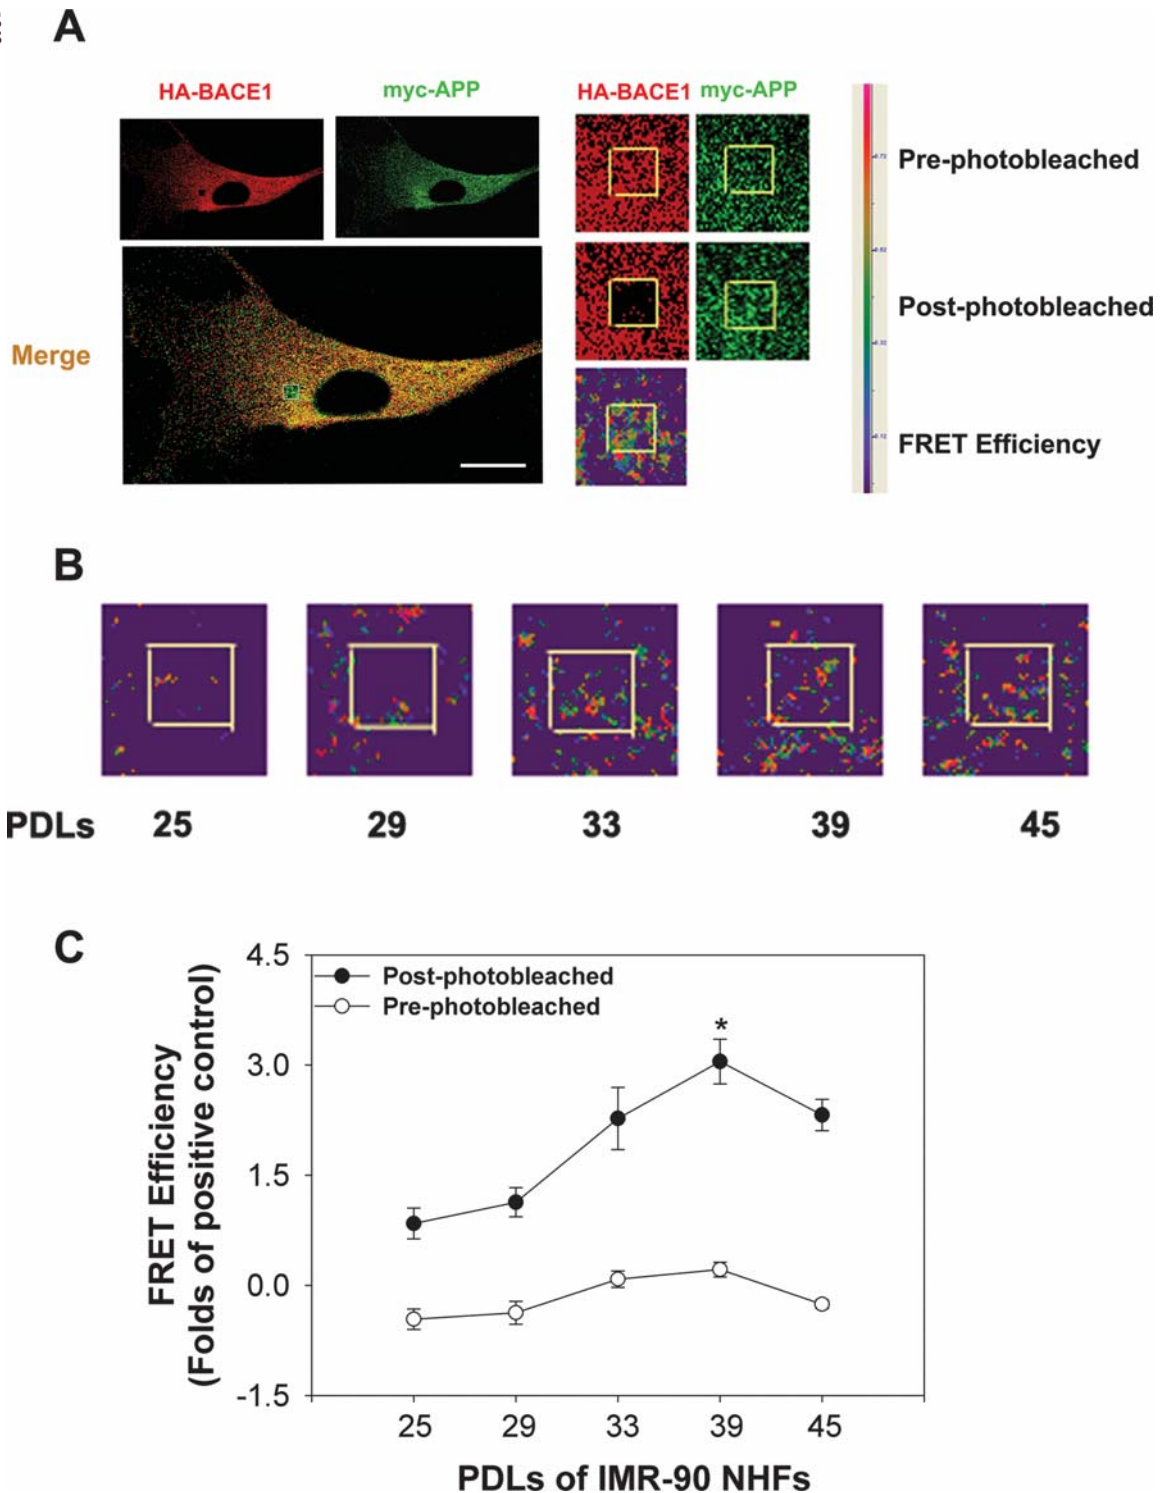 A
HA-BACE1
myc-APP
HA-BACE1 myc-APP
Pre-photobleached
Post-photobleached
Merge
FRET Efficiency
B
PDLs 25 29 33 39 45
C
4.5
3.0
1.5
0.0
-1.5
FRET Efficiency
(Folds of positive control)
Post-photobleached
Pre-photobleached
*
25 29 33 39 45
PDLs of IMR-90 NHFs